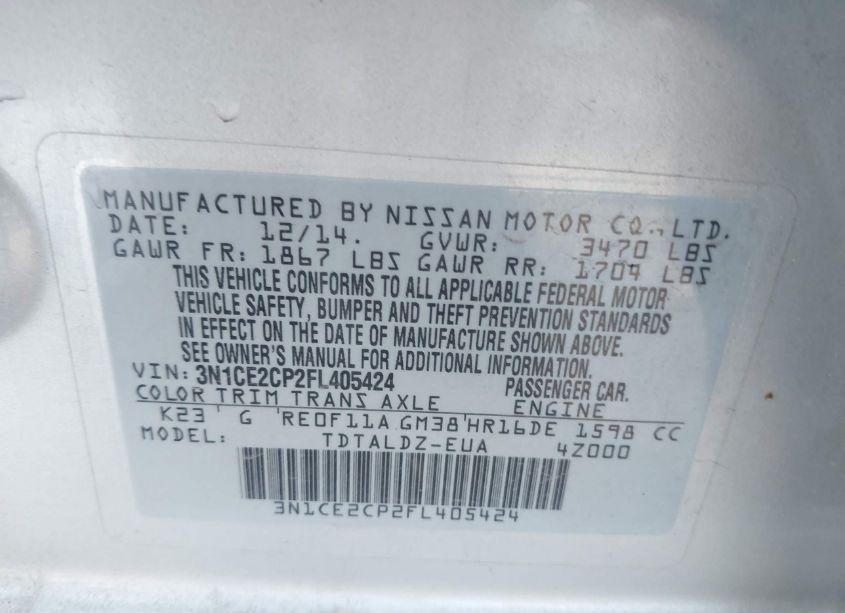 MANUFACTURED BY NISSAN MOTOR CO., LTD.
DATE: 12/14. GVWR: 3470 LBS
GAWR FR: 1867 LBS GAWR RR: 1709 LBS
THIS VEHICLE CONFORMS TO ALL APPLICABLE FEDERAL MOTOR
VEHICLE SAFETY, BUMPER AND THEFT PREVENTION STANDARDS
IN EFFECT ON THE DATE OF MANUFACTURE SHOWN ABOVE.
SEE OWNER'S MANUAL FOR ADDITIONAL INFORMATION.
VIN: 3N1CE2CP2FL405424 PASSENGER CAR.
COLOR TRIM TRANS AXLE ENGINE
K23 G RE0F11A GM38 HR16DE 1598 CC
MODEL: TDTALDZ-EUA 4Z000
3N1CE2CP2FL405424